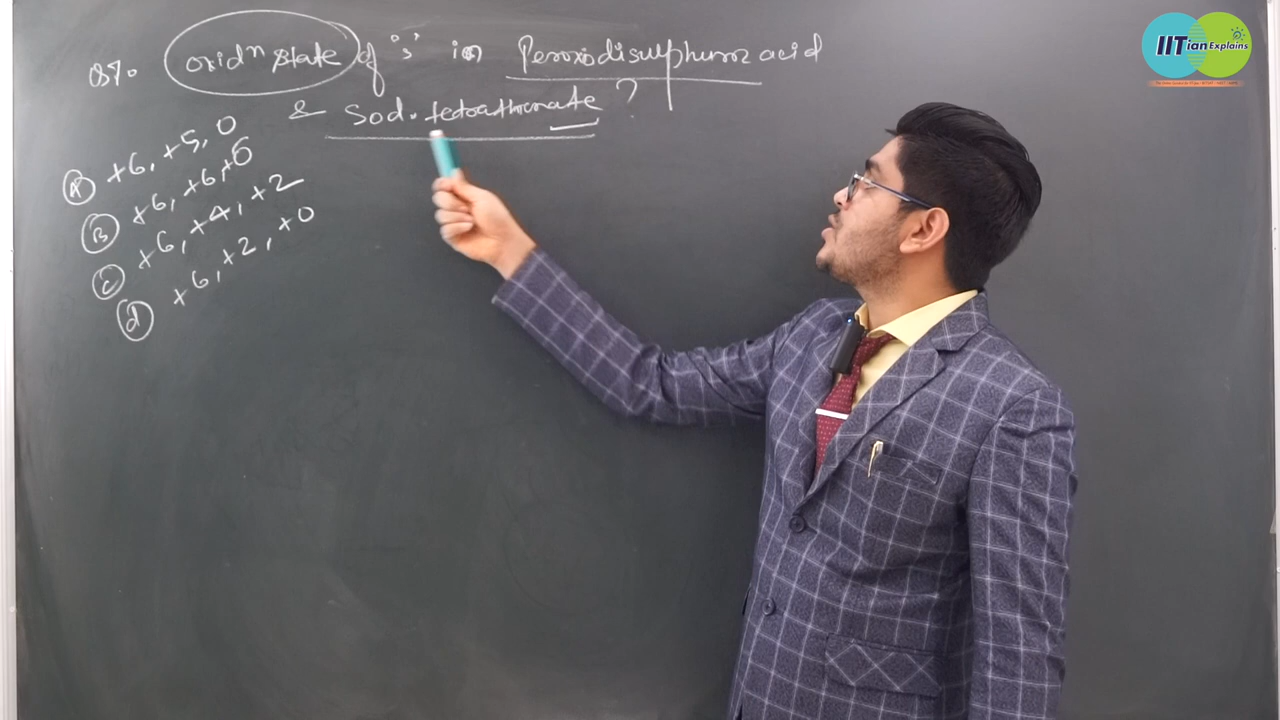 Q7. oxidⁿ state of "S" in Peroxodisulphuric acid
& Sod. tetrathionate ?
(A) +6, +5, 0
(B) +6, +6, +6
(C) +6, +4, +2
(d) +6, +2, +0
IITian Explains